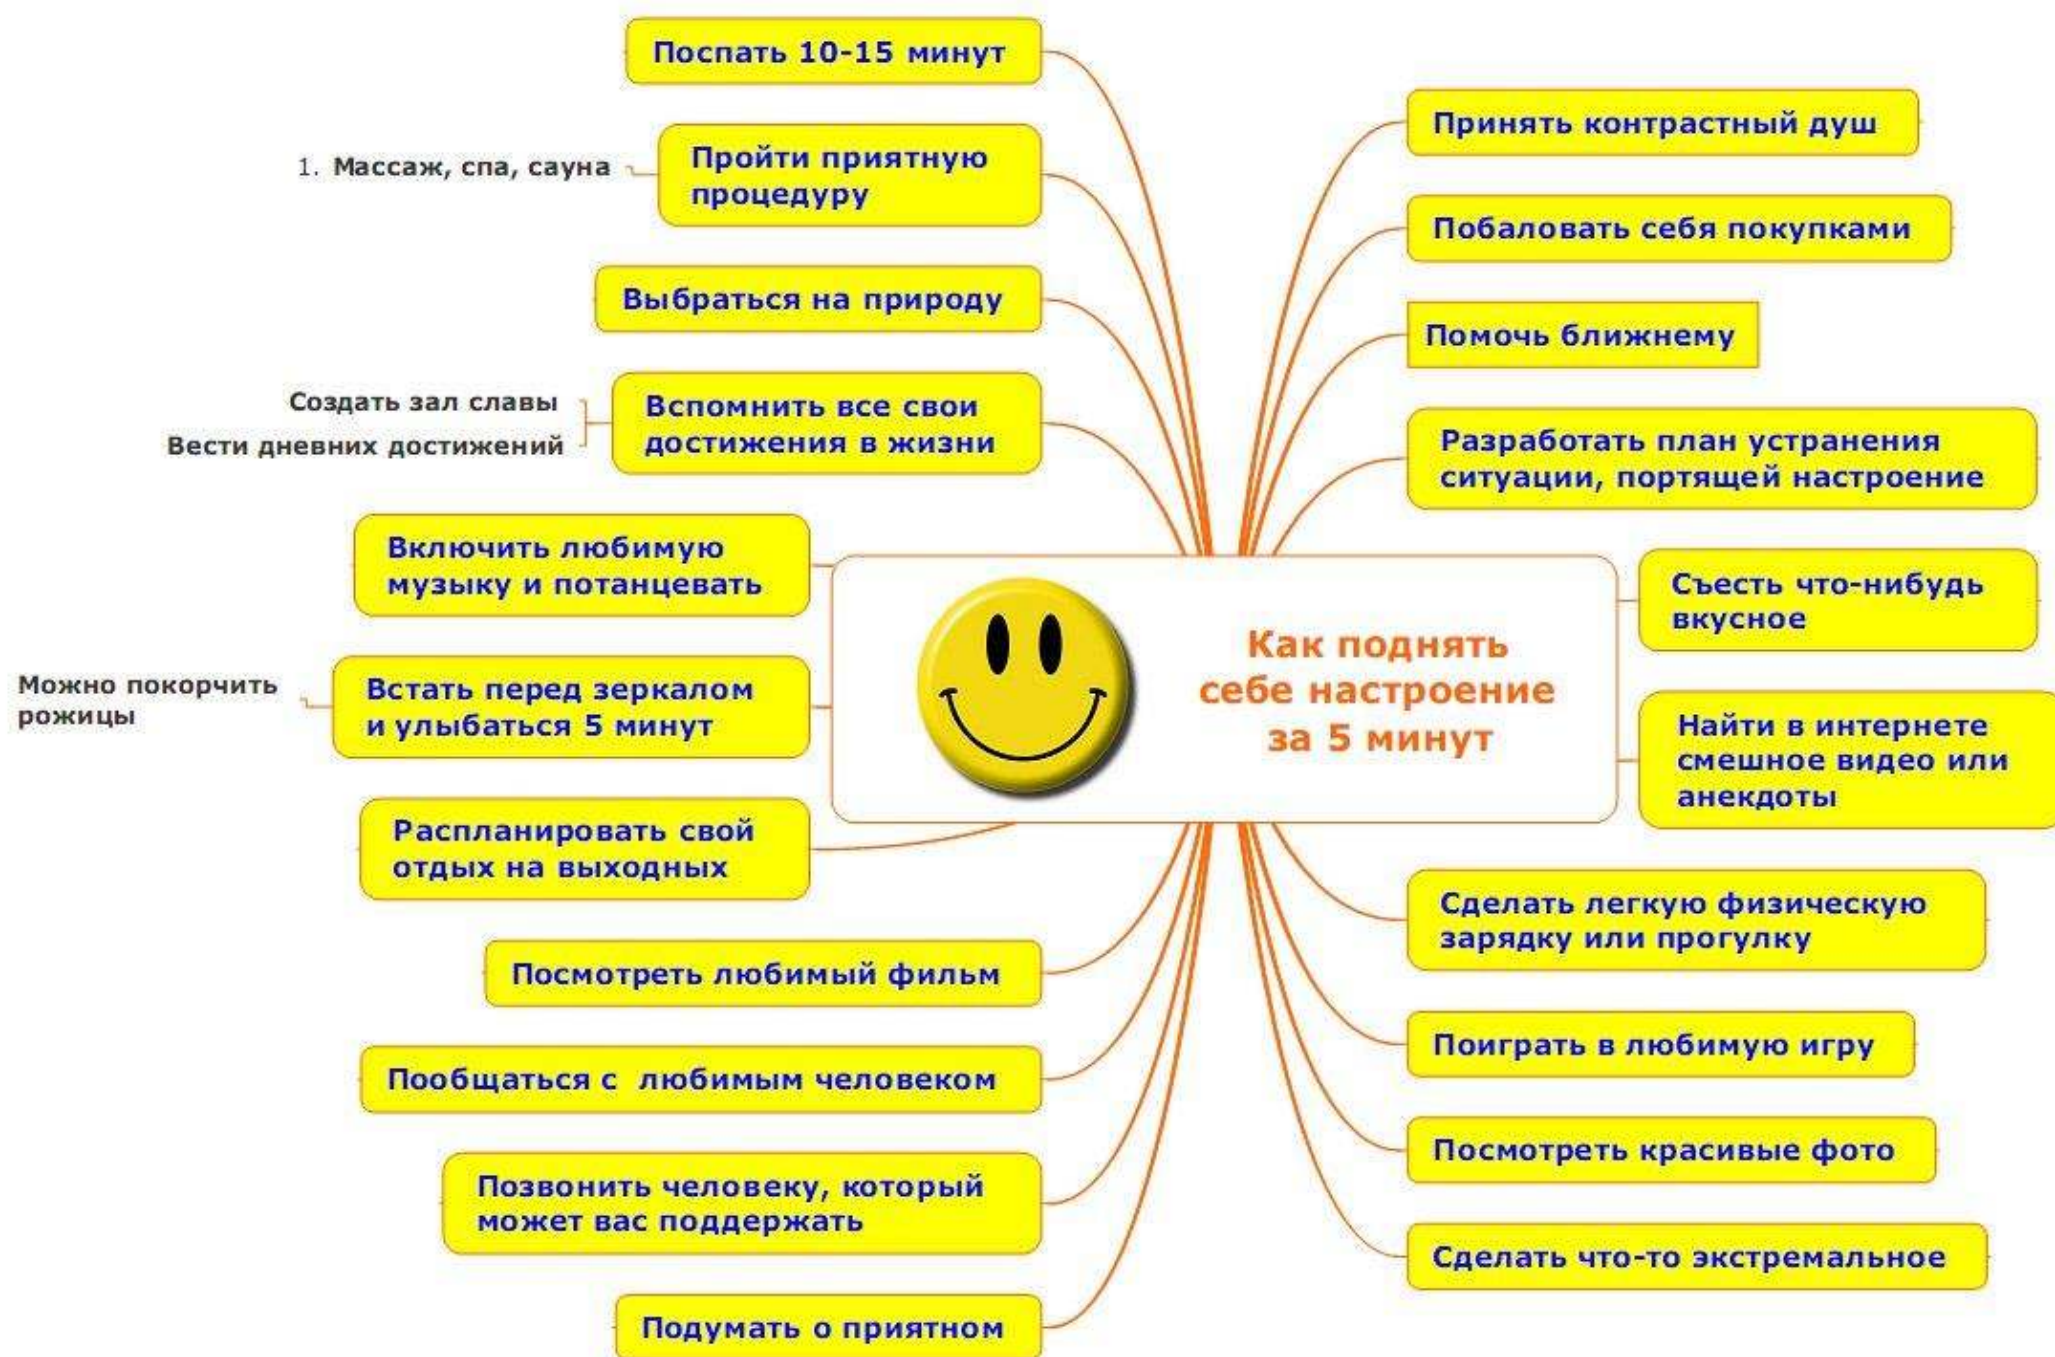 Поспать 10-15 минут
1. Массаж, спа, сауна
Пройти приятную
процедуру
Выбраться на природу
Создать зал славы
Вести дневних достижений
Вспомнить все свои
достижения в жизни
Включить любимую
музыку и потанцевать
Можно покорчить
рожицы
Встать перед зеркалом
и улыбаться 5 минут
Распланировать свой
отдых на выходных
Посмотреть любимый фильм
Пообщаться с любимым человеком
Позвонить человеку, который
может вас поддержать
Подумать о приятном
Как поднять
себе настроение
за 5 минут
Принять контрастный душ
Побаловать себя покупками
Помочь ближнему
Разработать план устранения
ситуации, портящей настроение
Съесть что-нибудь
вкусное
Найти в интернете
смешное видео или
анекдоты
Сделать легкую физическую
зарядку или прогулку
Поиграть в любимую игру
Посмотреть красивые фото
Сделать что-то экстремальное